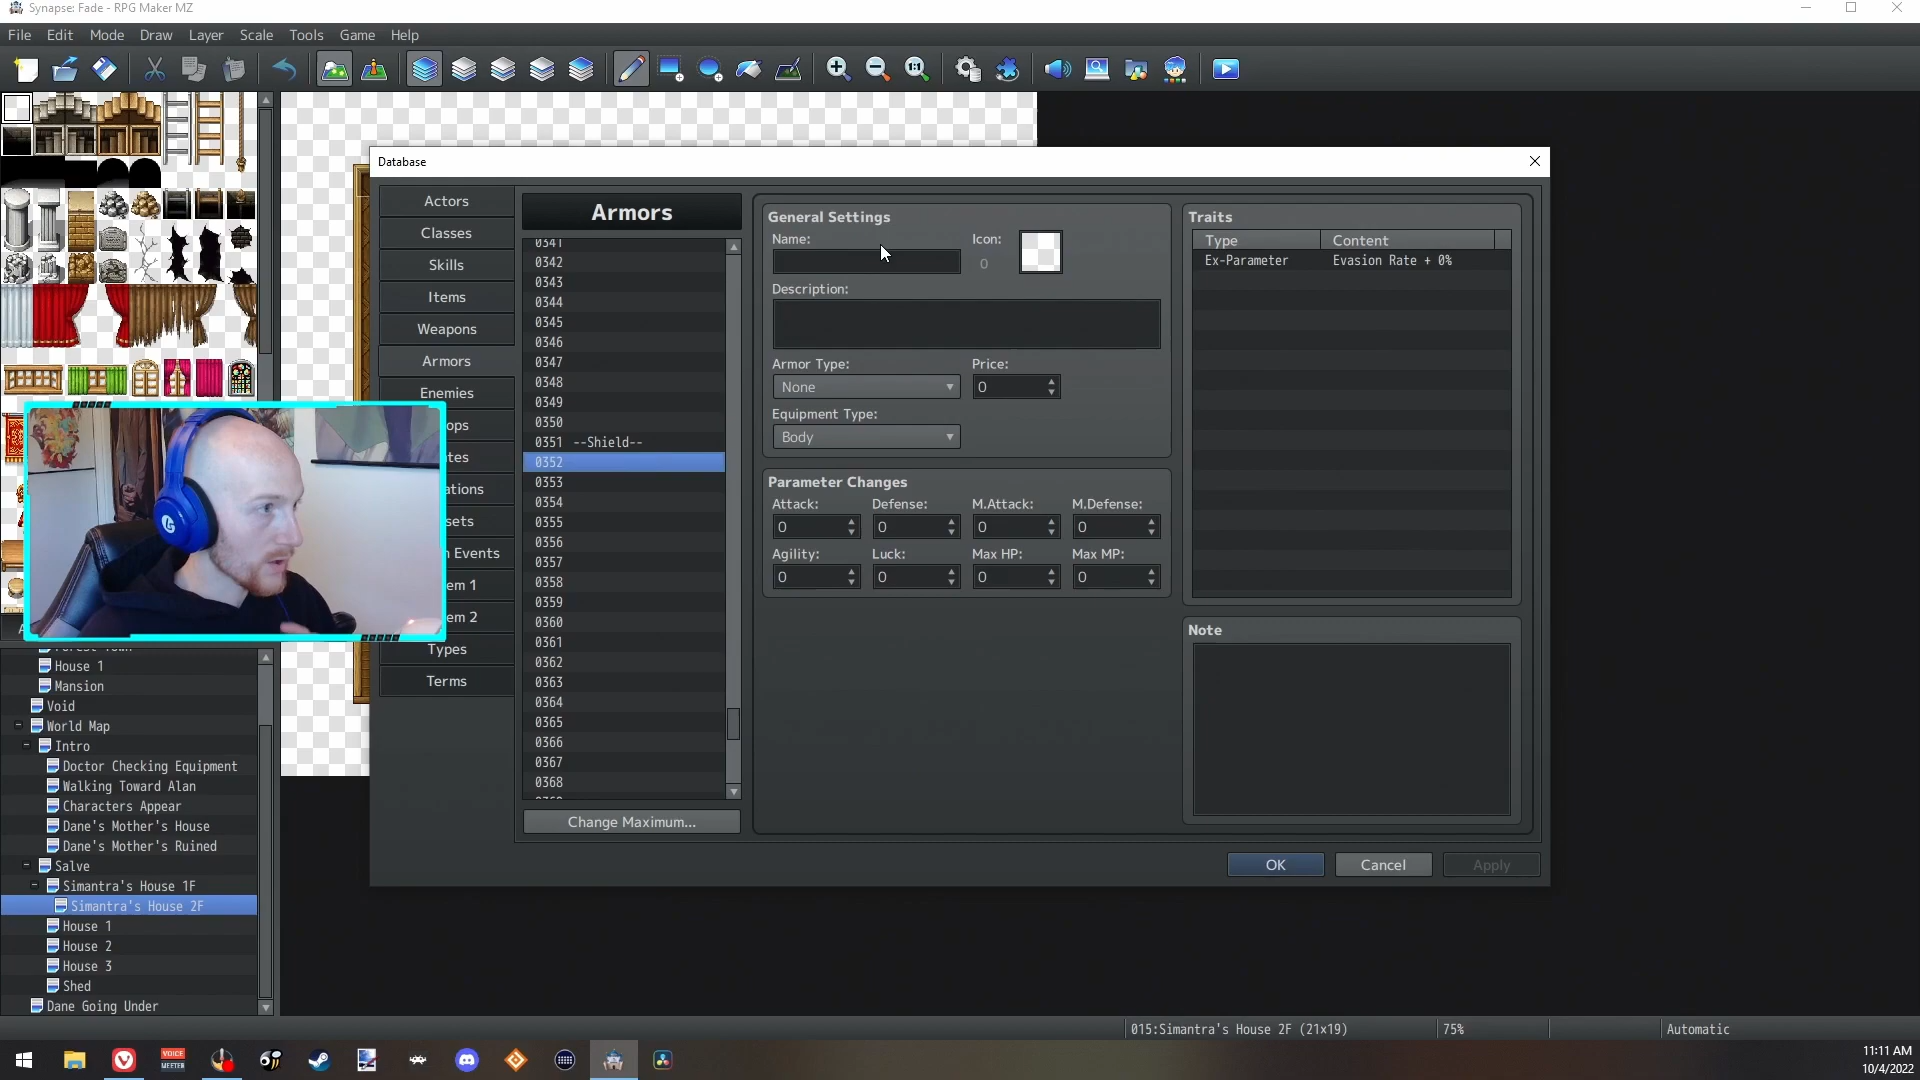 Synapse: Fade - RPG Maker MZ
File Edit Mode Draw Layer Scale Tools Game Help
1:1
Database
Actors
Classes
Skills
Items
Weapons
Armors
Enemies
ops
tes
ations
sets
n Events
em 1
em 2
Types
Terms
Armors
0341
0342
0343
0344
0345
0346
0347
0348
0349
0350
0351 --Shield--
0352
0353
0354
0355
0356
0357
0358
0359
0360
0361
0362
0363
0364
0365
0366
0367
0368
Change Maximum...
General Settings
Name:
Icon:
0
Description:
Armor Type:
Price:
None
0
Equipment Type:
Body
Parameter Changes
Attack: Defense: M.Attack: M.Defense:
0 0 0 0
Agility: Luck: Max HP: Max MP:
0 0 0 0
Traits
Type Content
Ex-Parameter Evasion Rate + 0%
Note
OK Cancel Apply
House 1
Mansion
Void
World Map
Intro
Doctor Checking Equipment
Walking Toward Alan
Characters Appear
Dane's Mother's House
Dane's Mother's Ruined
Salve
Simantra's House 1F
Simantra's House 2F
House 1
House 2
House 3
Shed
Dane Going Under
015:Simantra's House 2F (21×19) 75% Automatic
VOICE
MEETER
11:11 AM
10/4/2022